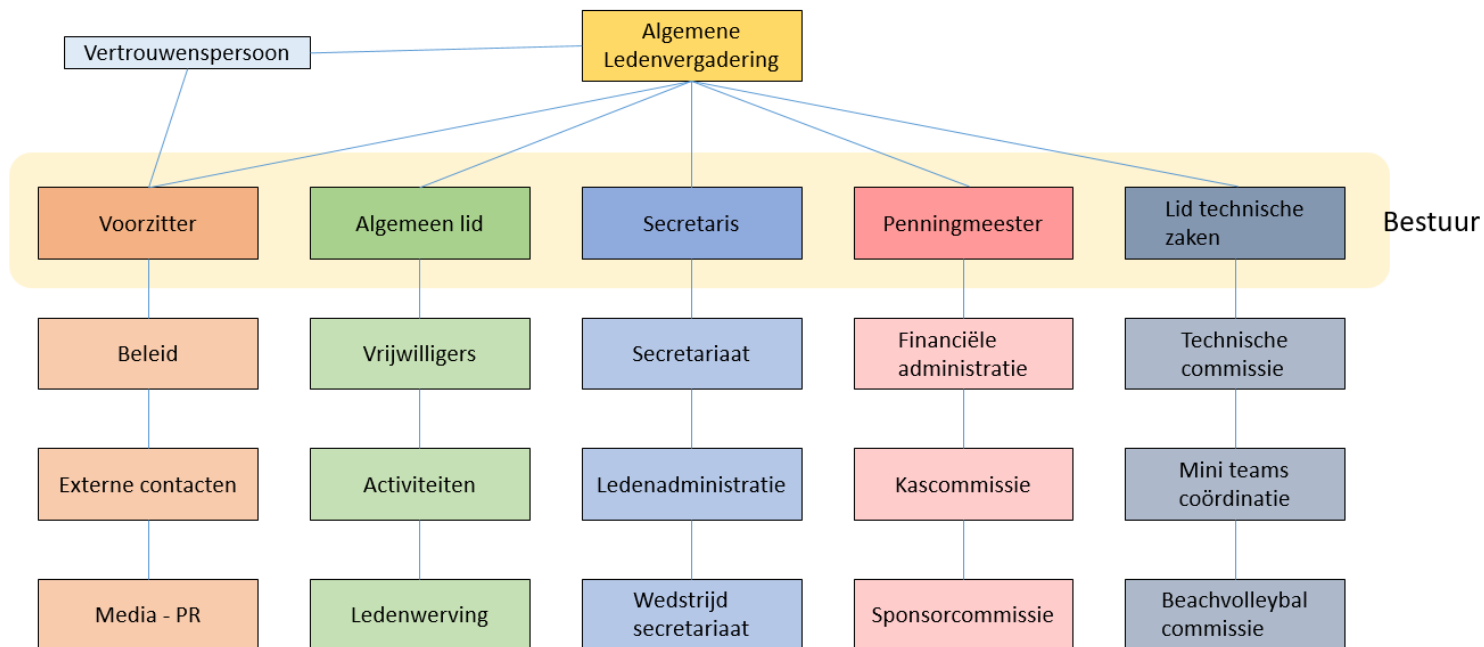 Algemene
Ledenvergadering
Vertrouwenspersoon
Voorzitter
Algemeen lid
Secretaris
Penningmeester
Lid technische
zaken
Bestuur
Beleid
Vrijwilligers
Secretariaat
Financiële
administratie
Technische
commissie
Externe contacten
Activiteiten
Ledenadministratie
Kascommissie
Mini teams
coördinatie
Media - PR
Ledenwerving
Wedstrijd
secretariaat
Sponsorcommissie
Beachvolleybal
commissie